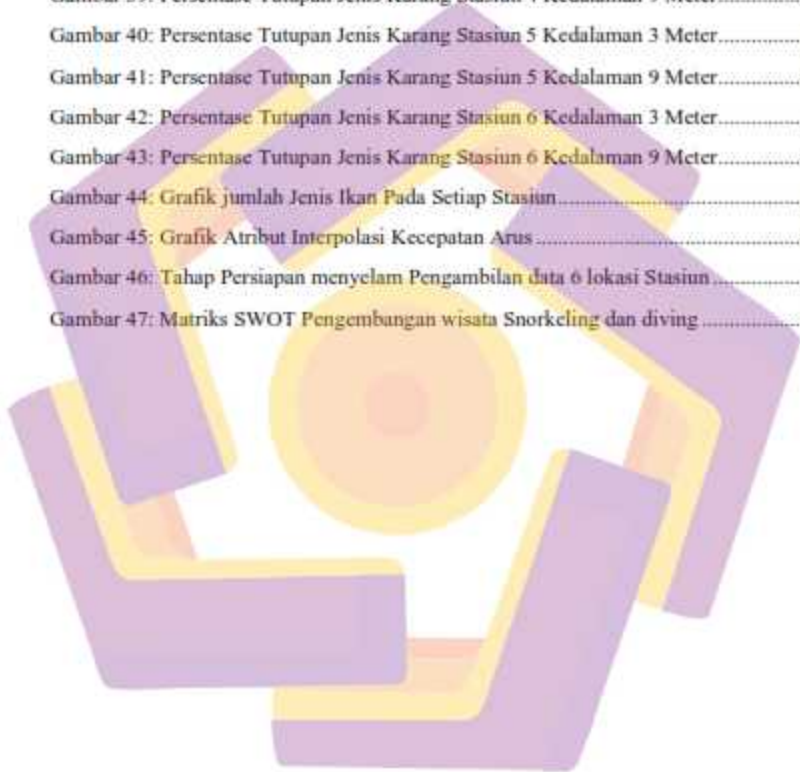 Gambar 40: Persentase Tutupan Jenis Karang Stasiun 5 Kedalaman 3 Meter..............
Gambar 41: Persentase Tutupan Jenis Karang Stasiun 5 Kedalaman 9 Meter..............
Gambar 42: Persentase Tutupan Jenis Karang Stasiun 6 Kedalaman 3 Meter..............
Gambar 43: Persentase Tutupan Jenis Karang Stasiun 6 Kedalaman 9 Meter..............
Gambar 44: Grafik jumlah Jenis Ikan Pada Setiap Stasiun..............
Gambar 45: Grafik Atribut Interpolasi Kecepatan Arus ..............
Gambar 46: Tahap Persiapan menyelam Pengambilan data 6 lokasi Stasiun ..............
Gambar 47: Matriks SWOT Pengembangan wisata Snorkeling dan diving ..............